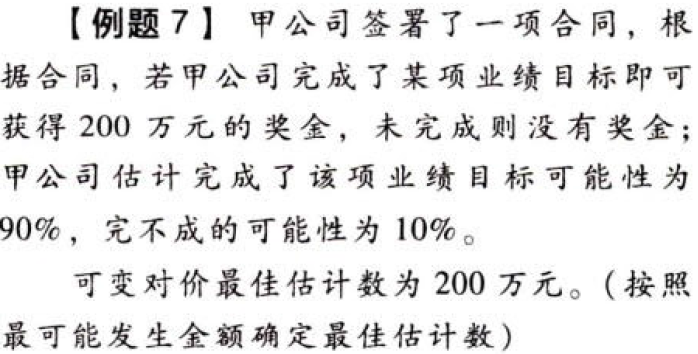 【例题7】 甲公司签署了一项合同，根
据合同，若甲公司完成了某项业绩目标即可
获得 200 万元的奖金，未完成则没有奖金；
甲公司估计完成了该项业绩目标可能性为
90%，完不成的可能性为 10%。
可变对价最佳估计数为 200 万元。（按照
最可能发生金额确定最佳估计数）